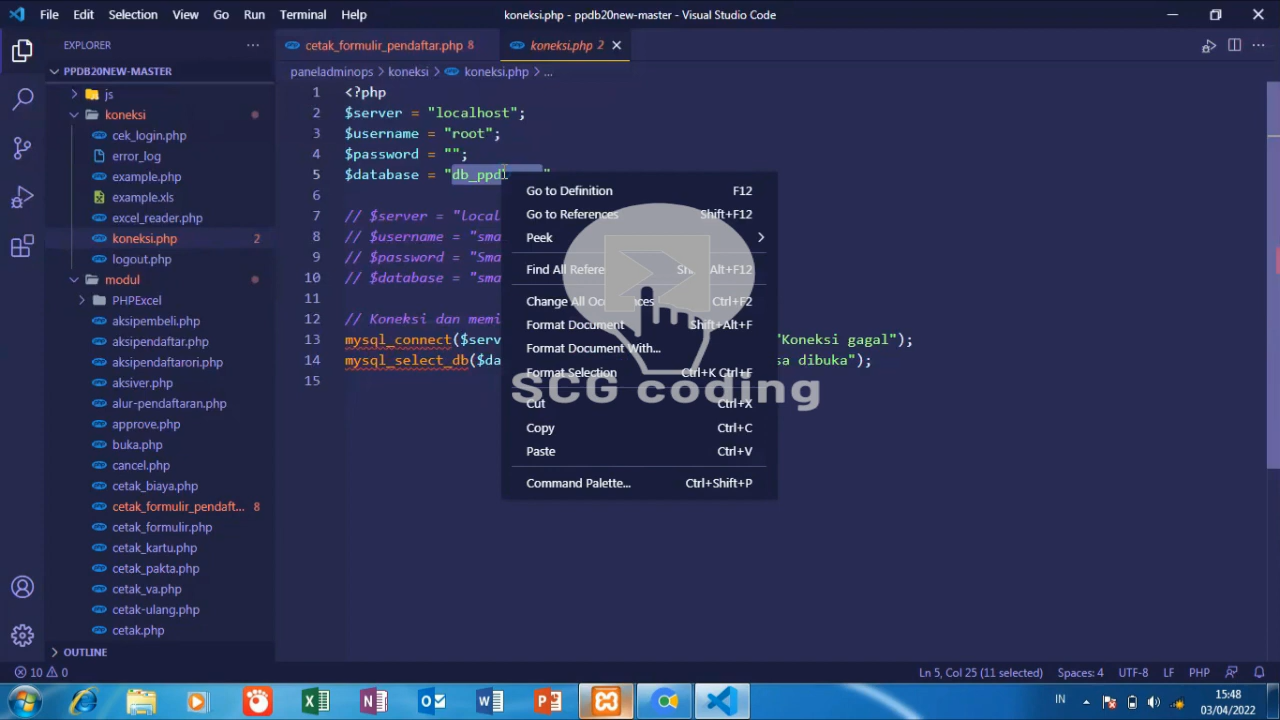 File Edit Selection View Go Run Terminal Help koneksi.php - ppdb20new-master - Visual Studio Code
EXPLORER
cetak_formulir_pendaftar.php 8 koneksi.php 2
PPDB20NEW-MASTER
paneladminops > koneksi > koneksi.php > ...
js
koneksi
cek_login.php
error_log
example.php
example.xls
excel_reader.php
koneksi.php 2
logout.php
modul
PHPExcel
aksipembeli.php
aksipendaftar.php
aksipendaftarori.php
aksiver.php
alur-pendaftaran.php
approve.php
buka.php
cancel.php
cetak_biaya.php
cetak_formulir_pendaft... 8
cetak_formulir.php
cetak_kartu.php
cetak_pakta.php
cetak_va.php
cetak-ulang.php
cetak.php
OUTLINE
1 <?php
2 $server = "localhost";
3 $username = "root";
4 $password = "";
5 $database = "db_ppd
6
7 // $server = "local
8 // $username = "sma
9 // $password = "Sma
10 // $database = "sma
11
12 // Koneksi dan memi
13 mysql_connect($serv "Koneksi gagal");
14 mysql_select_db($da sa dibuka");
15
Go to Definition F12
Go to References Shift+F12
Peek
Find All Refere Alt+F12
Change All Occurrences Ctrl+F2
Format Document Shift+Alt+F
Format Document With...
Format Selection Ctrl+K Ctrl+F
Cut Ctrl+X
Copy Ctrl+C
Paste Ctrl+V
Command Palette... Ctrl+Shift+P
SCG coding
10 0 Ln 5, Col 25 (11 selected) Spaces: 4 UTF-8 LF PHP
IN 15:48
03/04/2022